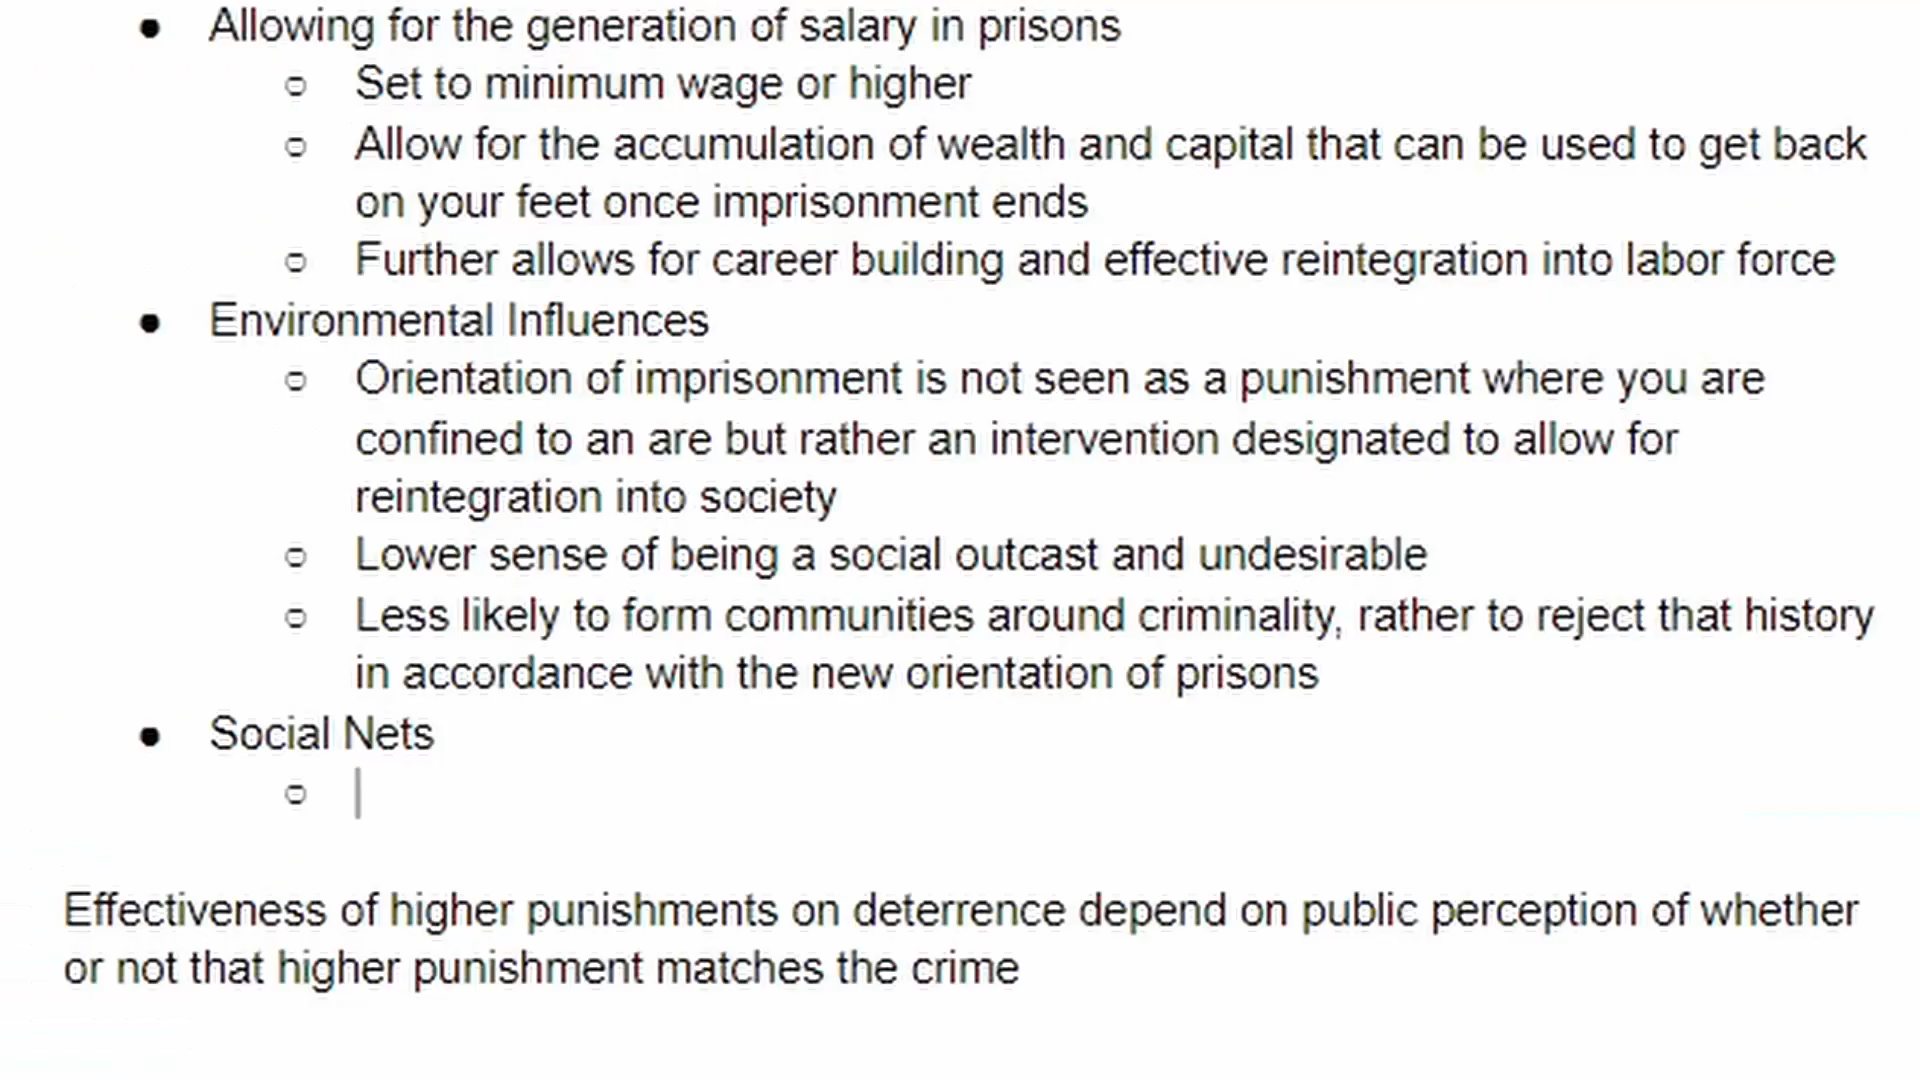 ● Allowing for the generation of salary in prisons
○ Set to minimum wage or higher
○ Allow for the accumulation of wealth and capital that can be used to get back
on your feet once imprisonment ends
○ Further allows for career building and effective reintegration into labor force
● Environmental Influences
○ Orientation of imprisonment is not seen as a punishment where you are
confined to an are but rather an intervention designated to allow for
reintegration into society
○ Lower sense of being a social outcast and undesirable
○ Less likely to form communities around criminality, rather to reject that history
in accordance with the new orientation of prisons
● Social Nets
○
Effectiveness of higher punishments on deterrence depend on public perception of whether
or not that higher punishment matches the crime